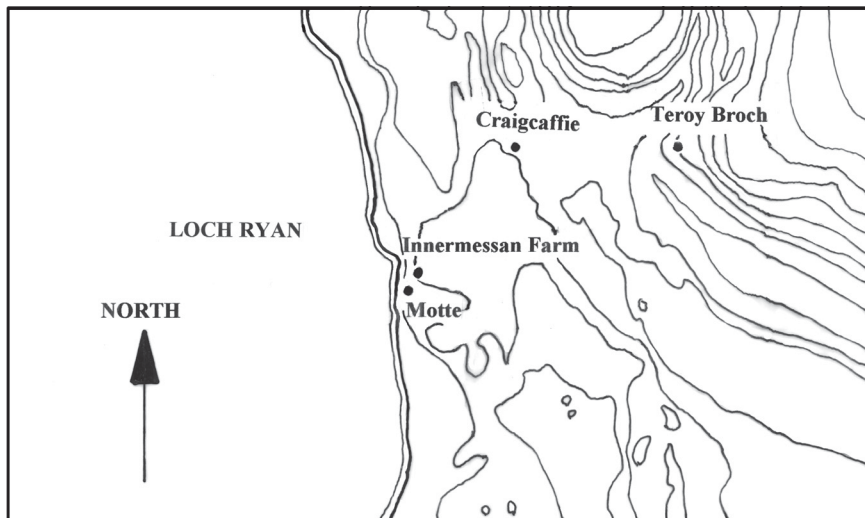 Craigcaffie
Teroy Broch
LOCH RYAN
Innermessan Farm
Motte
NORTH